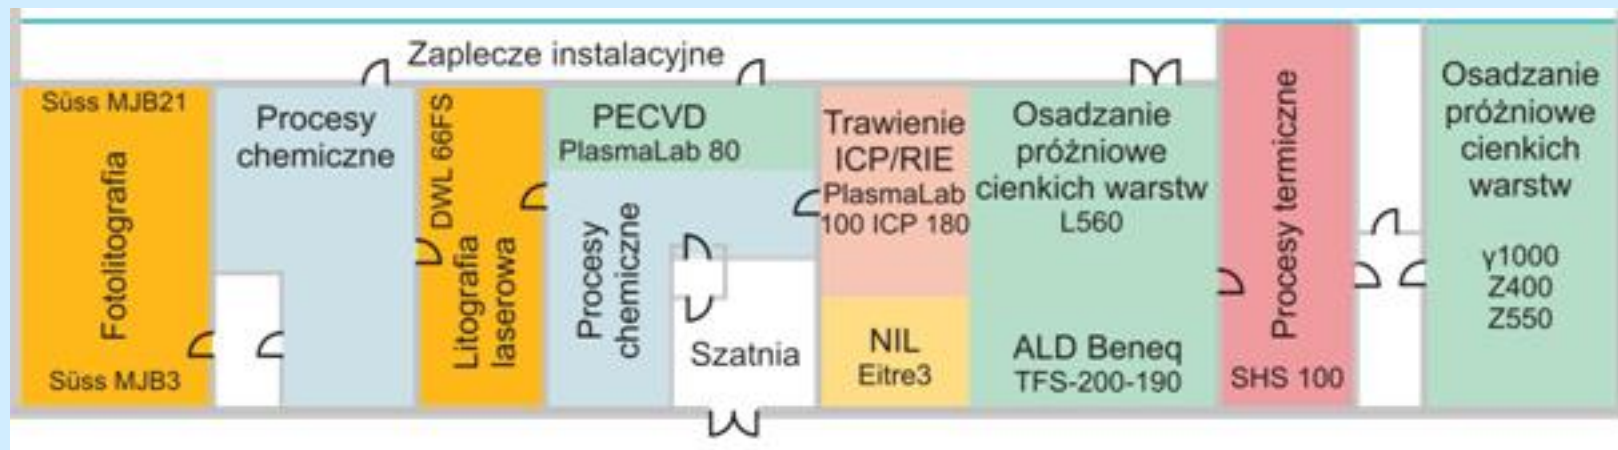 Zaplecze instalacyjne
Süss MJB21
Fotolitografia
Süss MJB3
Procesy
chemiczne
DWL 66FS
Litografia
laserowa
PECVD
PlasmaLab 80
Procesy
chemiczne
Szatnia
Trawienie
ICP/RIE
PlasmaLab
100 ICP 180
NIL
Eitre3
Osadzanie
próżniowe
cienkich warstw
L560
ALD Beneq
TFS-200-190
Procesy termiczne
SHS 100
Osadzanie
próżniowe
cienkich
warstw
γ1000
Z400
Z550